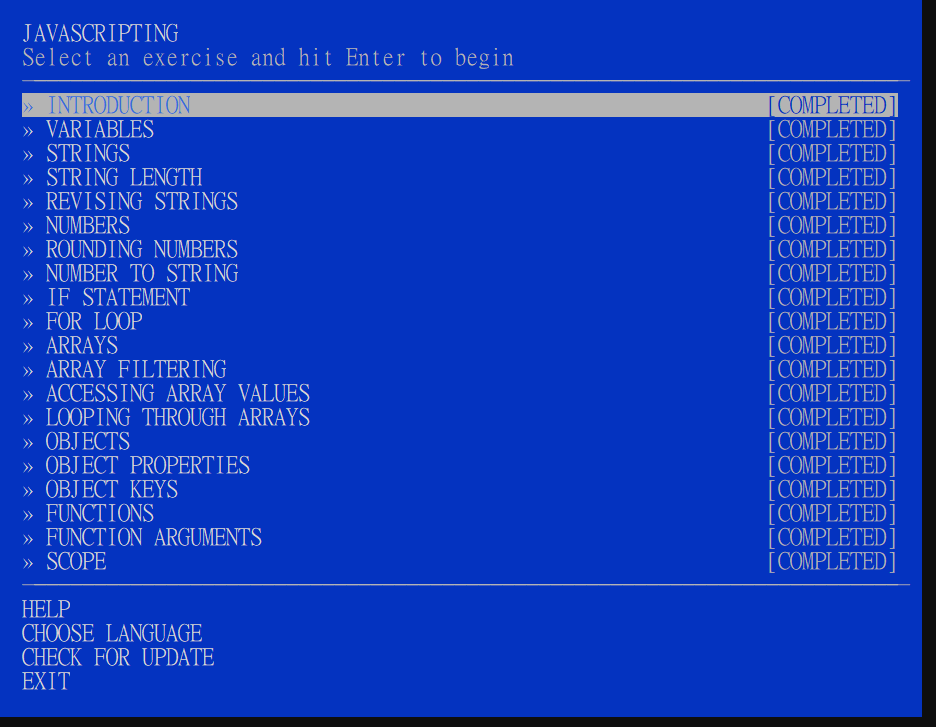 JAVASCRIPTING
Select an exercise and hit Enter to begin
» INTRODUCTION [COMPLETED]
» VARIABLES [COMPLETED]
» STRINGS [COMPLETED]
» STRING LENGTH [COMPLETED]
» REVISING STRINGS [COMPLETED]
» NUMBERS [COMPLETED]
» ROUNDING NUMBERS [COMPLETED]
» NUMBER TO STRING [COMPLETED]
» IF STATEMENT [COMPLETED]
» FOR LOOP [COMPLETED]
» ARRAYS [COMPLETED]
» ARRAY FILTERING [COMPLETED]
» ACCESSING ARRAY VALUES [COMPLETED]
» LOOPING THROUGH ARRAYS [COMPLETED]
» OBJECTS [COMPLETED]
» OBJECT PROPERTIES [COMPLETED]
» OBJECT KEYS [COMPLETED]
» FUNCTIONS [COMPLETED]
» FUNCTION ARGUMENTS [COMPLETED]
» SCOPE [COMPLETED]
HELP
CHOOSE LANGUAGE
CHECK FOR UPDATE
EXIT